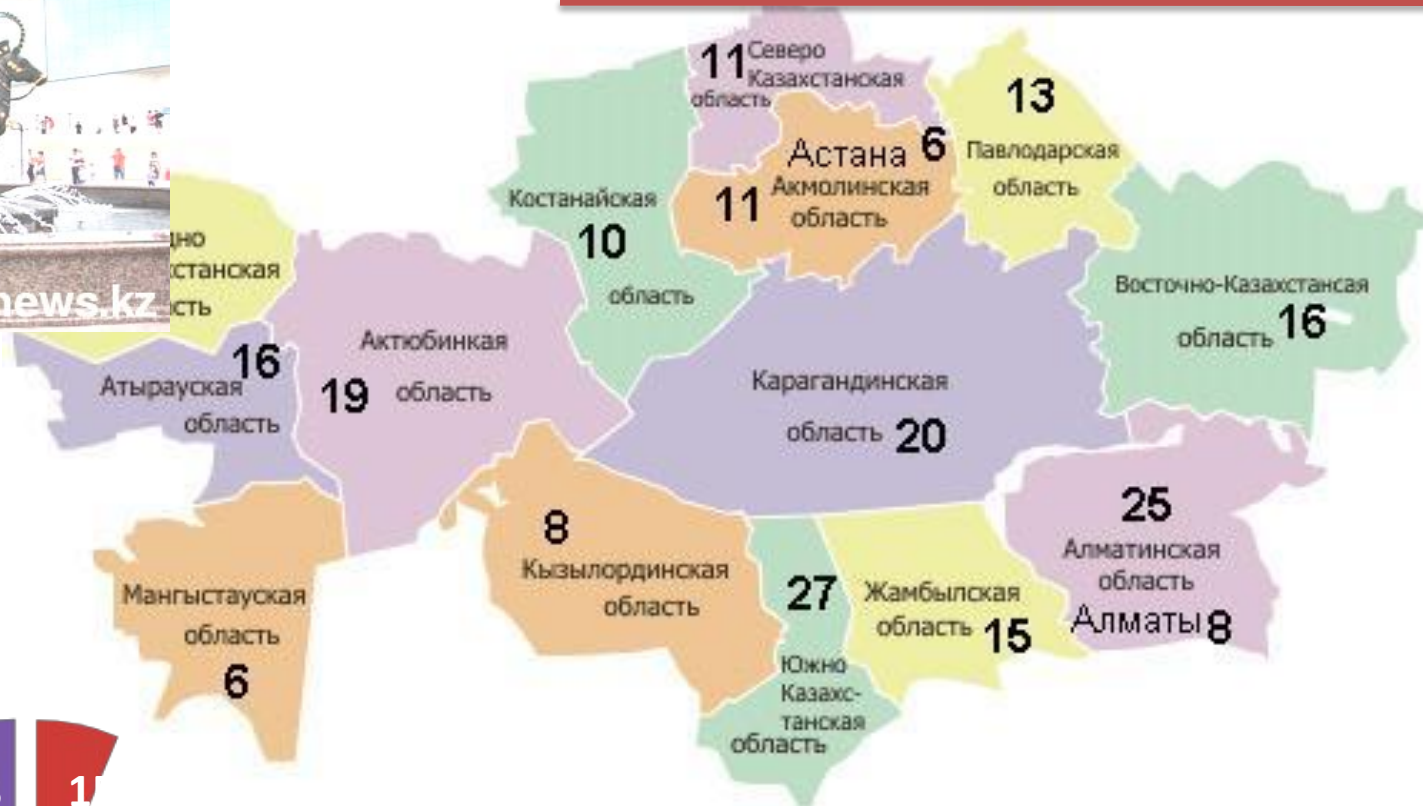 11 Северо
Казахстанская
область
13
Павлодарская
область
Астана 6
11 Акмолинская
область
Костанайская
10
область
станская
news.kz
Восточно-Казахстансая
область 16
Актюбинкая
19 область
16
Атырауская
область
Карагандинская
область 20
25
Алматинская
область
Алматы 8
8
Кызылординская
область
27
Жамбылская
область 15
Мангыстауская
область
6
Южно
Казахс-
танская
область